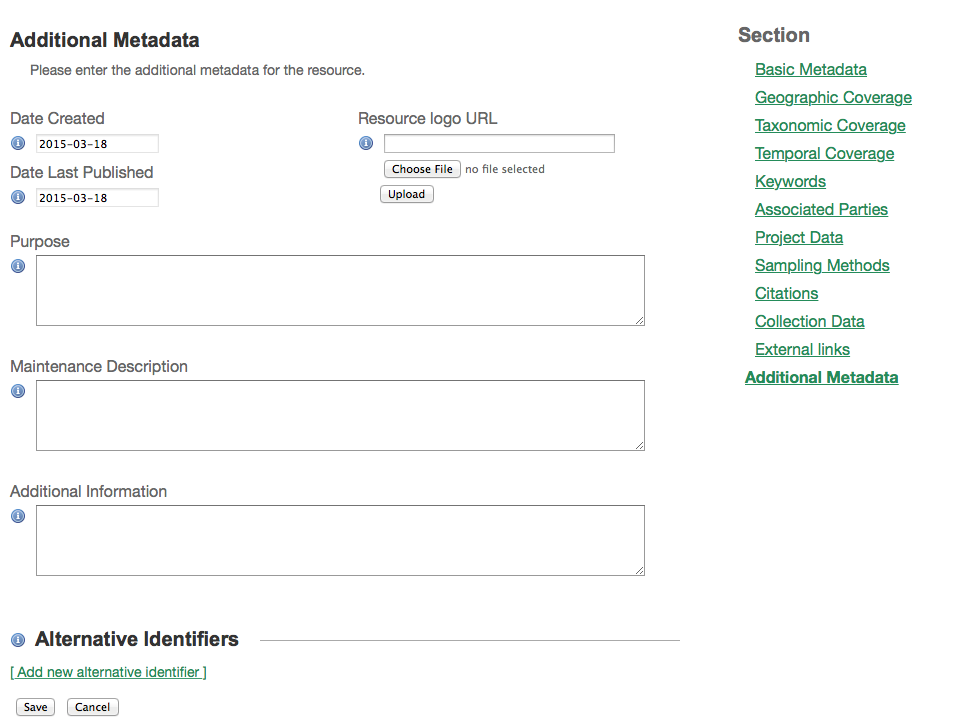 Additional Metadata
Please enter the additional metadata for the resource.
Date Created
2015-03-18
Date Last Published
2015-03-18
Resource logo URL
Choose File no file selected
Upload
Purpose
Maintenance Description
Additional Information
Alternative Identifiers
[ Add new alternative identifier ]
Save Cancel
Section
Basic Metadata
Geographic Coverage
Taxonomic Coverage
Temporal Coverage
Keywords
Associated Parties
Project Data
Sampling Methods
Citations
Collection Data
External links
Additional Metadata